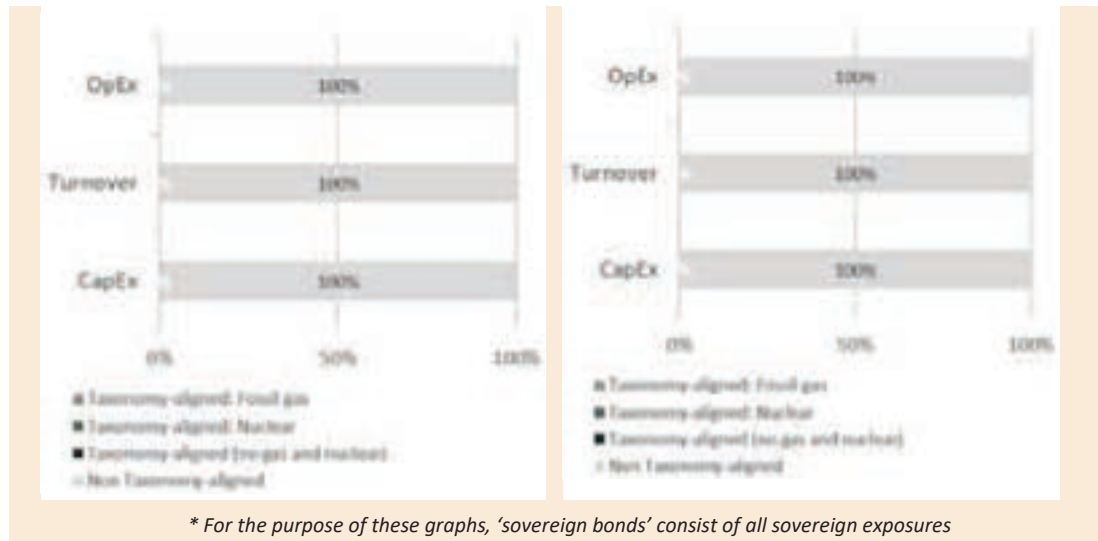 OpEx
100%
Turnover
100%
CapEx
100%
0% 50% 100%
Taxonomy-aligned: Fossil gas
Taxonomy-aligned: Nuclear
Taxonomy-aligned (no gas and nuclear)
Non Taxonomy-aligned
OpEx
100%
Turnover
100%
CapEx
100%
0% 50% 100%
Taxonomy-aligned: Fossil gas
Taxonomy-aligned: Nuclear
Taxonomy-aligned (no gas and nuclear)
Non Taxonomy-aligned
* For the purpose of these graphs, ‘sovereign bonds’ consist of all sovereign exposures